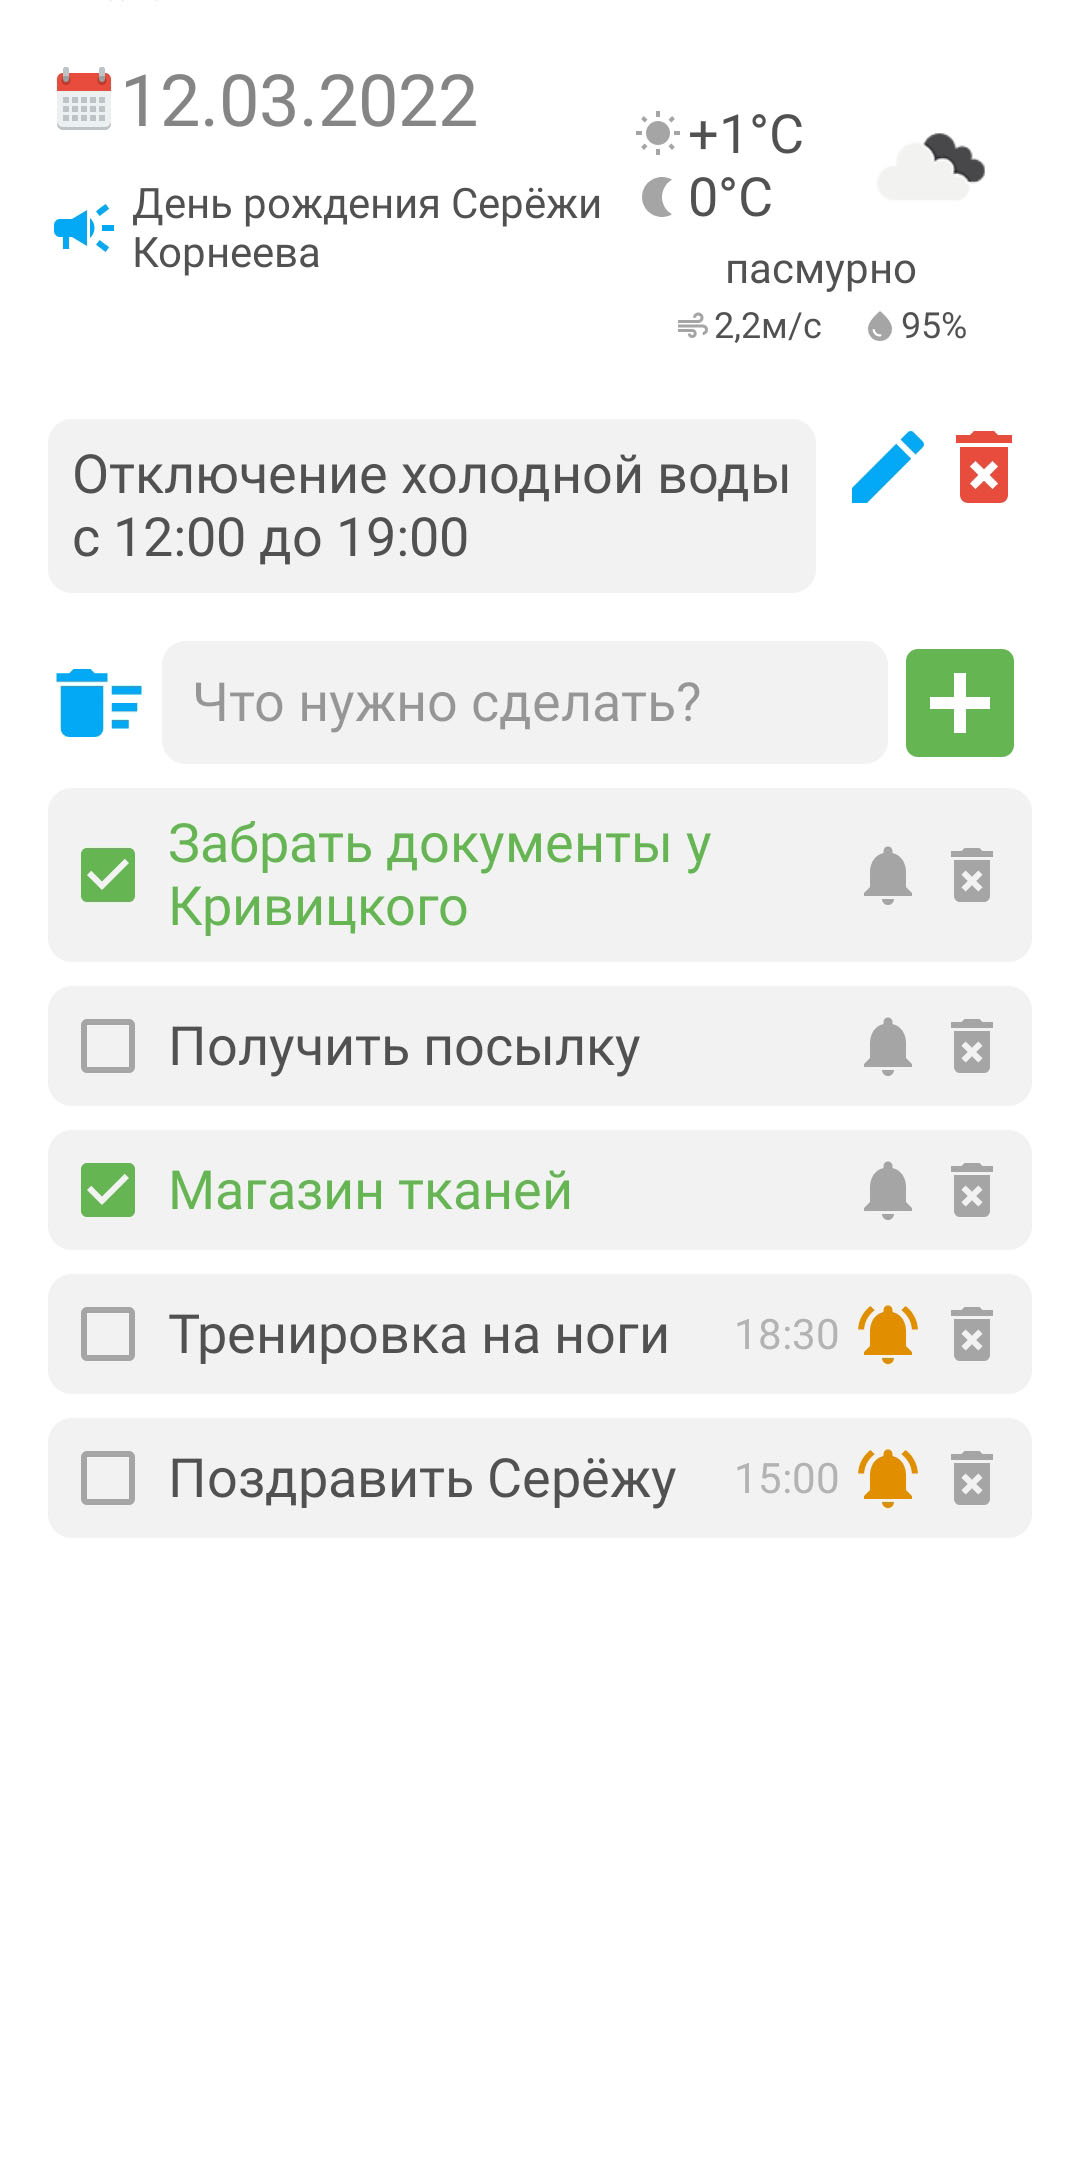 12.03.2022
День рождения Серёжи
Корнеева
+1°C
0°C
пасмурно
2,2м/с 95%
Отключение холодной воды
с 12:00 до 19:00
Что нужно сделать?
Забрать документы у
Кривицкого
Получить посылку
Магазин тканей
Тренировка на ноги 18:30
Поздравить Серёжу 15:00